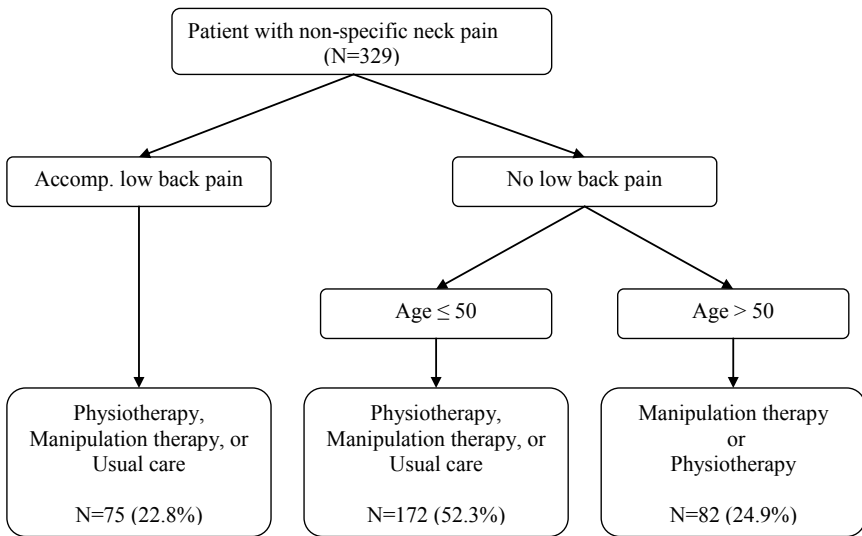 Patient with non-specific neck pain
(N=329)
Accomp. low back pain
No low back pain
Age ≤ 50
Age > 50
Physiotherapy,
Manipulation therapy, or
Usual care
N=75 (22.8%)
Physiotherapy,
Manipulation therapy, or
Usual care
N=172 (52.3%)
Manipulation therapy
or
Physiotherapy
N=82 (24.9%)